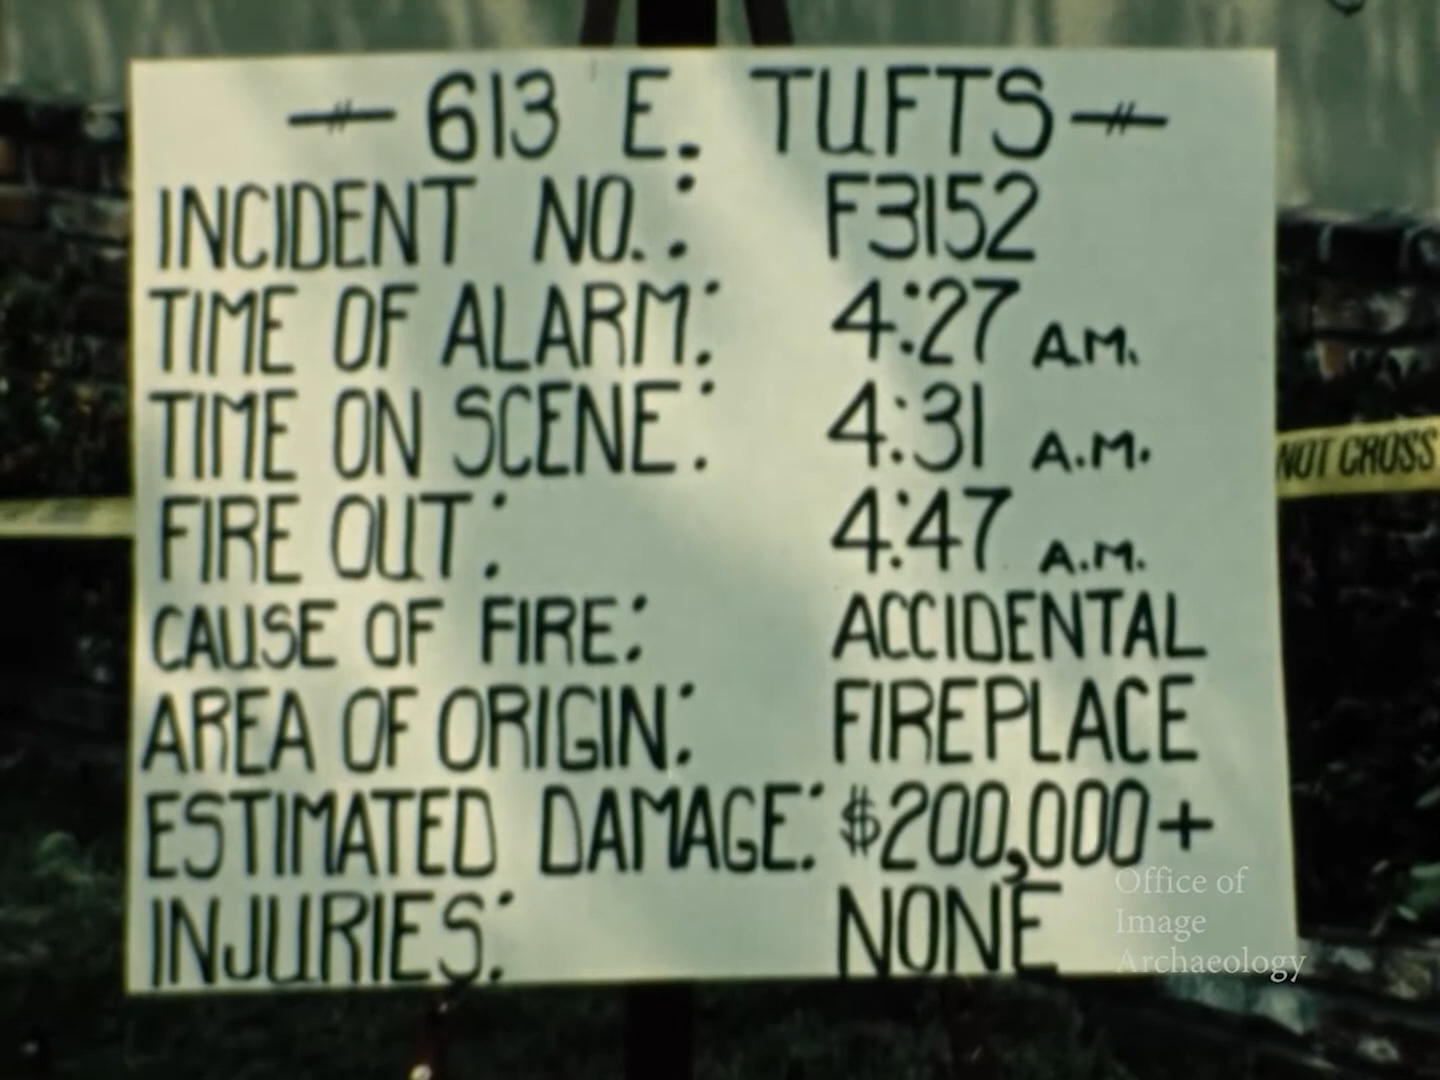 613 E. TUFTS
INCIDENT NO.: F3152
TIME OF ALARM: 4:27 A.M.
TIME ON SCENE: 4:31 A.M.
FIRE OUT: 4:47 A.M.
CAUSE OF FIRE: ACCIDENTAL
AREA OF ORIGIN: FIREPLACE
ESTIMATED DAMAGE: $200,000+
INJURIES: NONE
NOT CROSS
Office of
Image
Archaeology